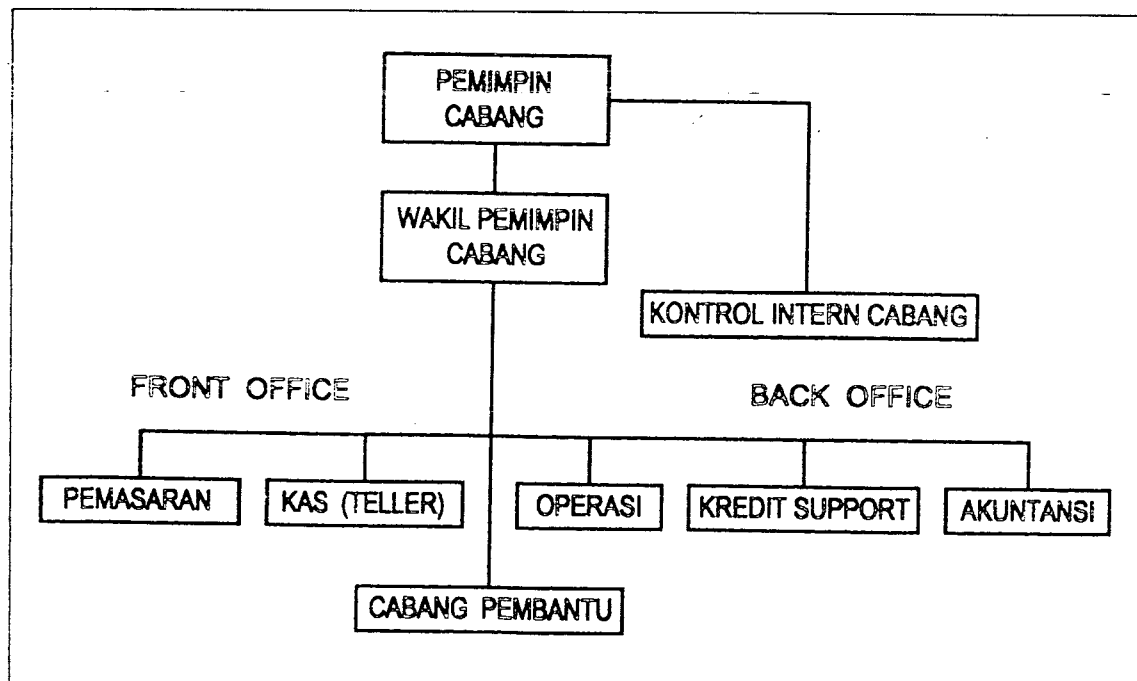 PEMIMPIN
CABANG
WAKIL PEMIMPIN
CABANG
KONTROL INTERN CABANG
FRONT OFFICE
BACK OFFICE
PEMASARAN
KAS (TELLER)
OPERASI
KREDIT SUPPORT
AKUNTANSI
CABANG PEMBANTU